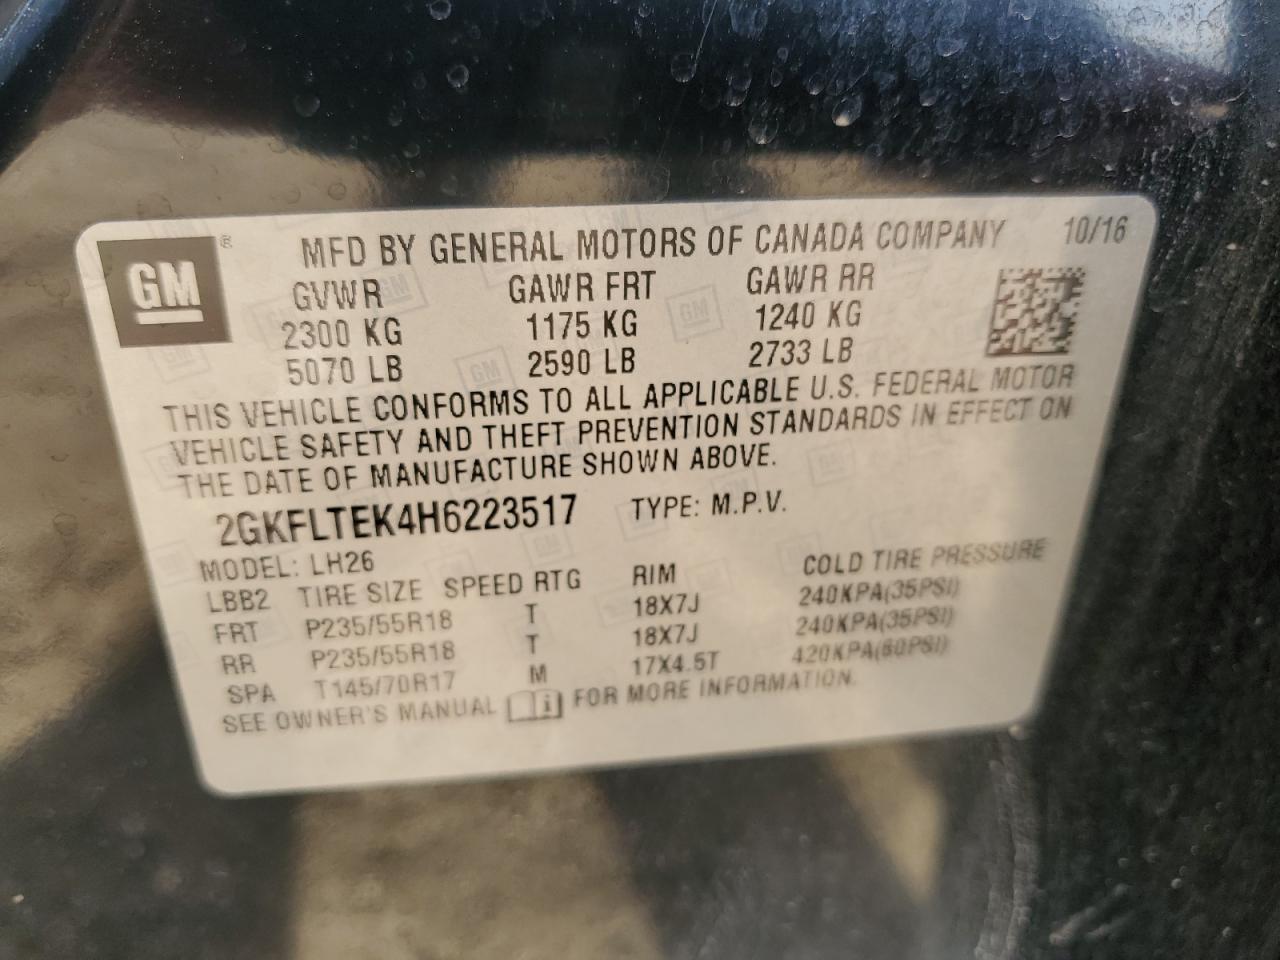 GM ® MFD BY GENERAL MOTORS OF CANADA COMPANY 10/16
GVWR GAWR FRT GAWR RR
2300 KG 1175 KG 1240 KG
5070 LB 2590 LB 2733 LB
THIS VEHICLE CONFORMS TO ALL APPLICABLE U.S. FEDERAL MOTOR
VEHICLE SAFETY AND THEFT PREVENTION STANDARDS IN EFFECT ON
THE DATE OF MANUFACTURE SHOWN ABOVE.
2GKFLTEK4H6223517 TYPE: M.P.V.
MODEL: LH26
LBB2 TIRE SIZE SPEED RTG RIM COLD TIRE PRESSURE
FRT P235/55R18 T 18X7J 240KPA(35PSI)
RR P235/55R18 T 18X7J 240KPA(35PSI)
SPA T145/70R17 M 17X4.5T 420KPA(60PSI)
SEE OWNER'S MANUAL FOR MORE INFORMATION.